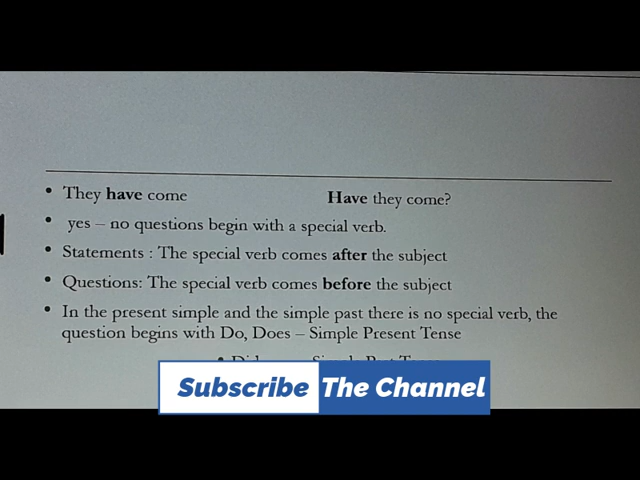 • They have come Have they come?
• yes – no questions begin with a special verb.
• Statements : The special verb comes after the subject
• Questions: The special verb comes before the subject
• In the present simple and the simple past there is no special verb, the
question begins with Do, Does – Simple Present Tense
Subscribe The Channel